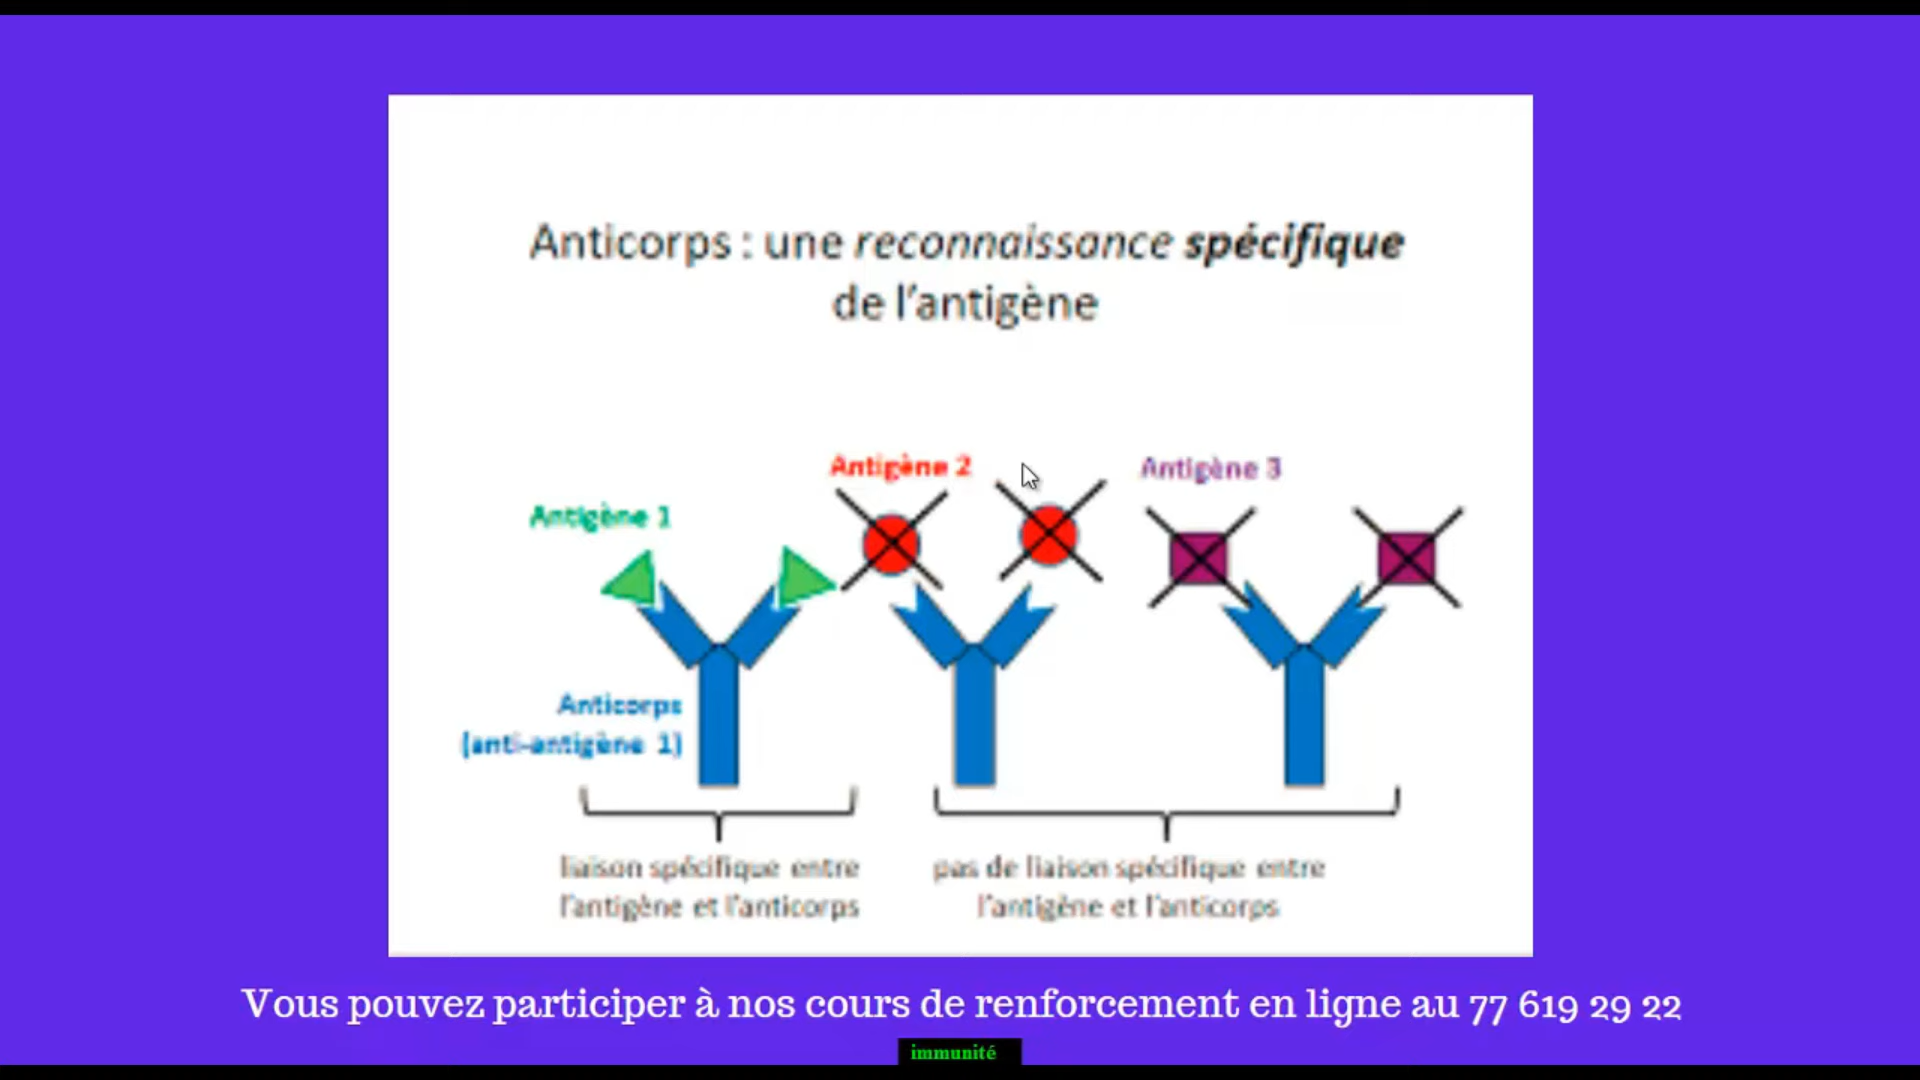 Anticorps : une reconnaissance spécifique
de l'antigène
Antigène 1
Antigène 2
Antigène 3
Anticorps
(anti-antigène 1)
liaison spécifique entre
l'antigène et l'anticorps
pas de liaison spécifique entre
l'antigène et l'anticorps
Vous pouvez participer à nos cours de renforcement en ligne au 77 619 29 22
immunité